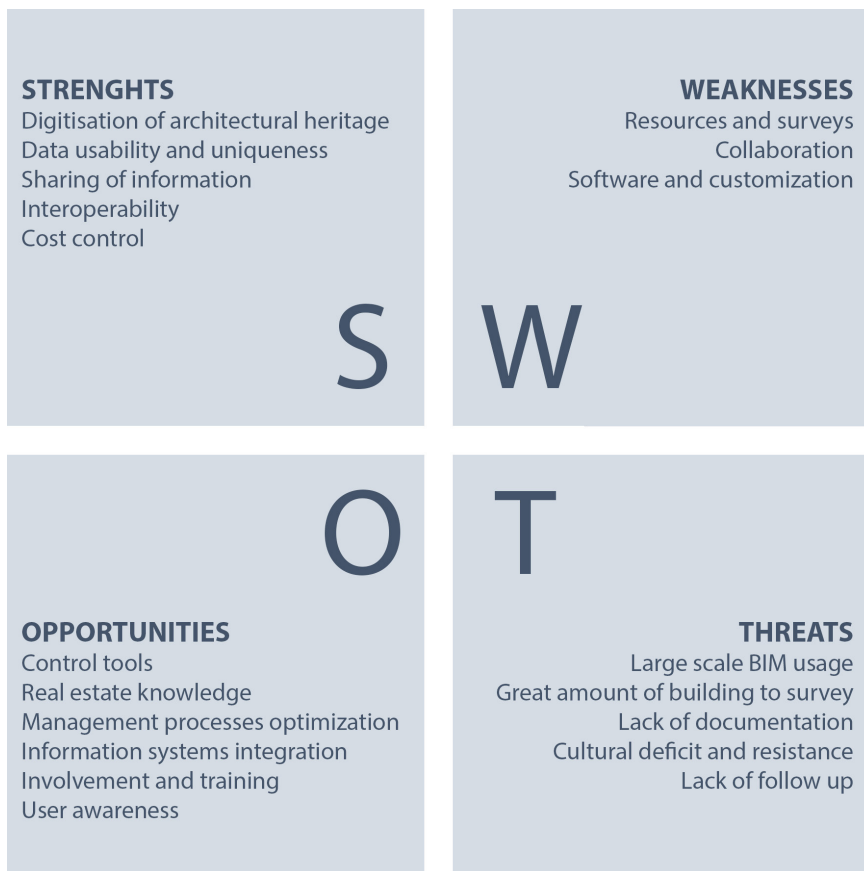 STRENGHTS
Digitisation of architectural heritage
Data usability and uniqueness
Sharing of information
Interoperability
Cost control
S
WEAKNESSES
Resources and surveys
Collaboration
Software and customization
W
O
OPPORTUNITIES
Control tools
Real estate knowledge
Management processes optimization
Information systems integration
Involvement and training
User awareness
T
THREATS
Large scale BIM usage
Great amount of building to survey
Lack of documentation
Cultural deficit and resistance
Lack of follow up